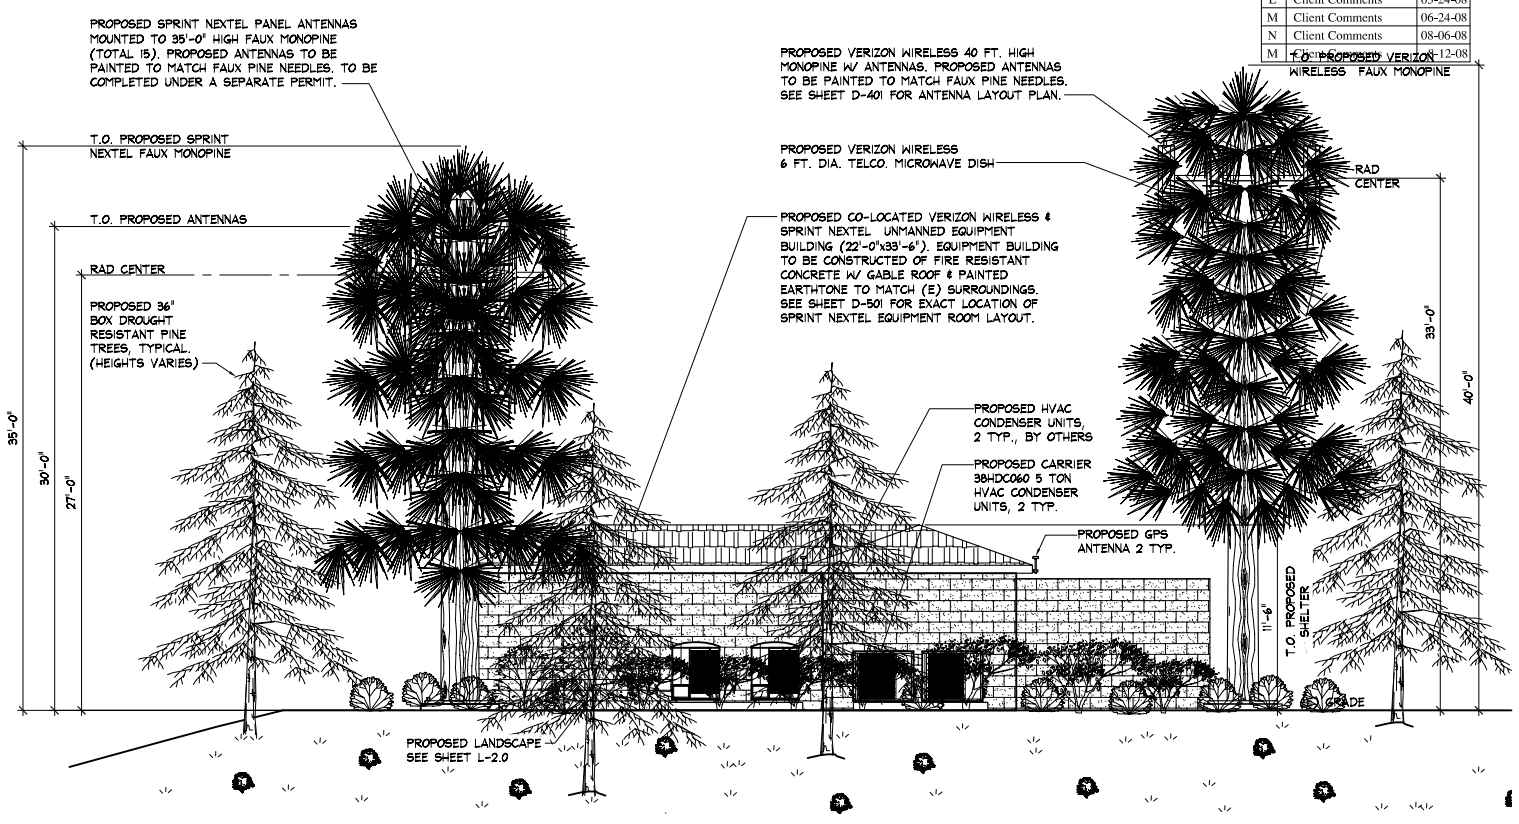 PROPOSED SPRINT NEXTEL PANEL ANTENNAS
MOUNTED TO 35'-0" HIGH FAUX MONOPINE
(TOTAL 15). PROPOSED ANTENNAS TO BE
PAINTED TO MATCH FAUX PINE NEEDLES. TO BE
COMPLETED UNDER A SEPARATE PERMIT.
T.O. PROPOSED SPRINT
NEXTEL FAUX MONOPINE
T.O. PROPOSED ANTENNAS
RAD CENTER
PROPOSED 36"
BOX DROUGHT
RESISTANT PINE
TREES, TYPICAL.
(HEIGHTS VARIES)
35'-0"
30'-0"
27'-0"
PROPOSED LANDSCAPE
SEE SHEET L-2.0
PROPOSED VERIZON WIRELESS 40 FT. HIGH
MONOPINE W/ ANTENNAS. PROPOSED ANTENNAS
TO BE PAINTED TO MATCH FAUX PINE NEEDLES.
SEE SHEET D-401 FOR ANTENNA LAYOUT PLAN.
PROPOSED VERIZON WIRELESS
6 FT. DIA. TELCO. MICROWAVE DISH
PROPOSED CO-LOCATED VERIZON WIRELESS &
SPRINT NEXTEL UNMANNED EQUIPMENT
BUILDING (22'-0"x33'-6"). EQUIPMENT BUILDING
TO BE CONSTRUCTED OF FIRE RESISTANT
CONCRETE W/ GABLE ROOF & PAINTED
EARTHTONE TO MATCH (E) SURROUNDINGS.
SEE SHEET D-501 FOR EXACT LOCATION OF
SPRINT NEXTEL EQUIPMENT ROOM LAYOUT.
PROPOSED HVAC
CONDENSER UNITS,
2 TYP., BY OTHERS
PROPOSED CARRIER
38HDC060 5 TON
HVAC CONDENSER
UNITS, 2 TYP.
PROPOSED GPS
ANTENNA 2 TYP.
M Client Comments 06-24-08
N Client Comments 08-06-08
M Client Comments
T.O. PROPOSED VERIZON
WIRELESS FAUX MONOPINE
RAD
CENTER
33'-0"
40'-0"
11'-6"
T.O. PROPOSED
SHELTER
GRADE